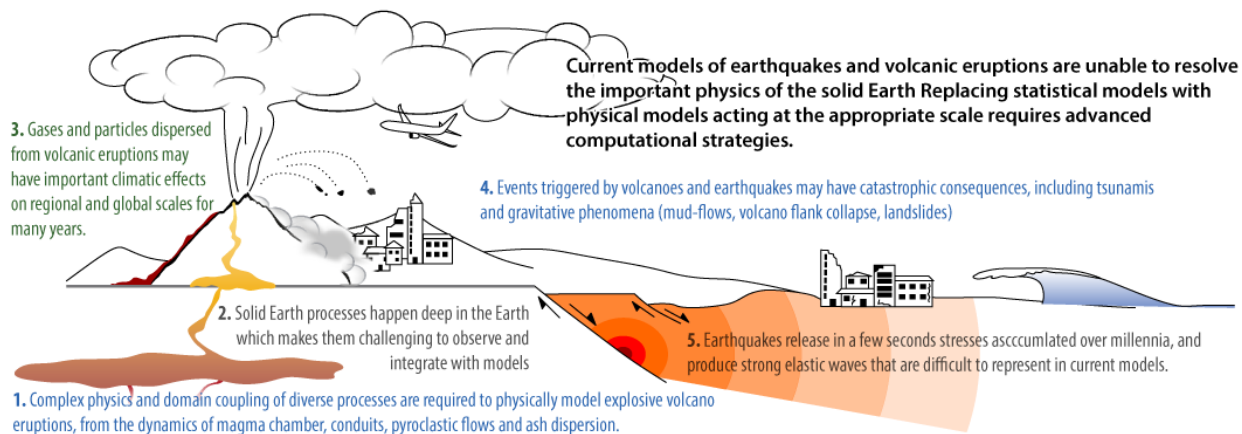 Current models of earthquakes and volcanic eruptions are unable to resolve
the important physics of the solid Earth Replacing statistical models with
physical models acting at the appropriate scale requires advanced
computational strategies.
3. Gases and particles dispersed
from volcanic eruptions may
have important climatic effects
on regional and global scales for
many years.
4. Events triggered by volcanoes and earthquakes may have catastrophic consequences, including tsunamis
and gravitative phenomena (mud-flows, volcano flank collapse, landslides)
2. Solid Earth processes happen deep in the Earth
which makes them challenging to observe and
integrate with models
5. Earthquakes release in a few seconds stresses ascccumlated over millennia, and
produce strong elastic waves that are difficult to represent in current models.
1. Complex physics and domain coupling of diverse processes are required to physically model explosive volcano
eruptions, from the dynamics of magma chamber, conduits, pyroclastic flows and ash dispersion.